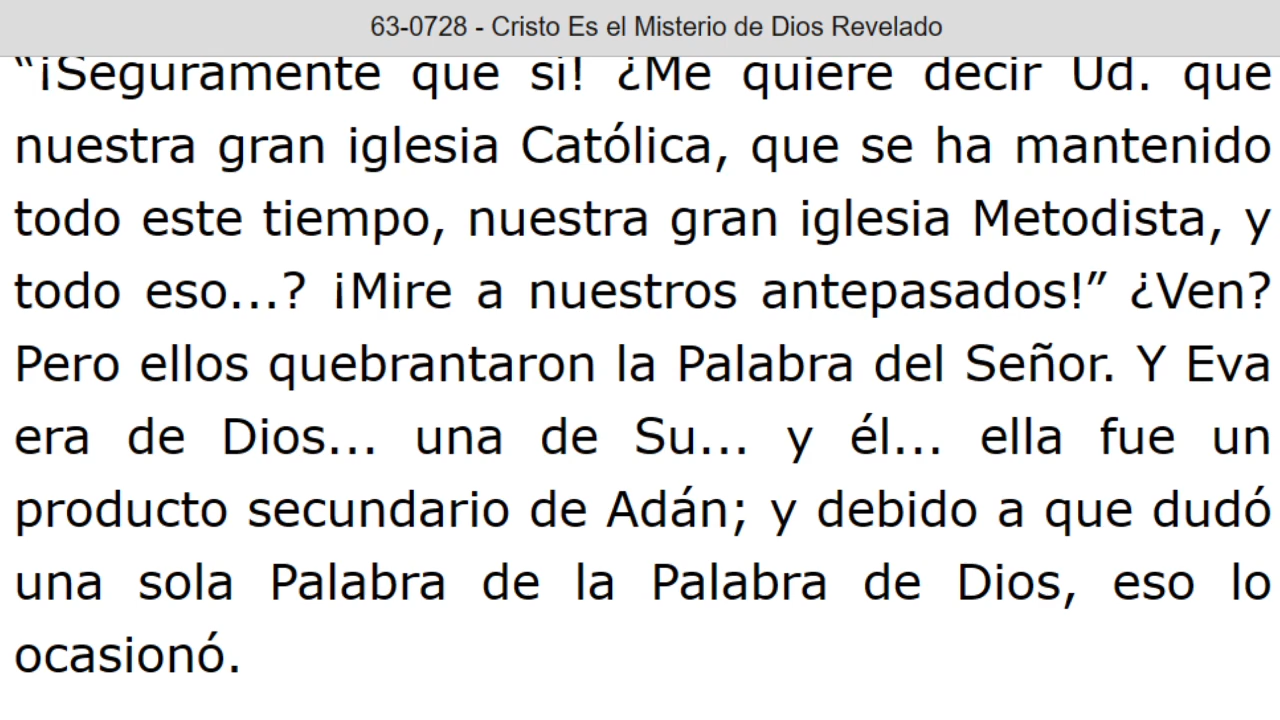 63-0728 - Cristo Es el Misterio de Dios Revelado
“¡Seguramente que sí! ¿Me quiere decir Ud. que
nuestra gran iglesia Católica, que se ha mantenido
todo este tiempo, nuestra gran iglesia Metodista, y
todo eso...? ¡Mire a nuestros antepasados!” ¿Ven?
Pero ellos quebrantaron la Palabra del Señor. Y Eva
era de Dios... una de Su... y él... ella fue un
producto secundario de Adán; y debido a que dudó
una sola Palabra de la Palabra de Dios, eso lo
ocasionó.